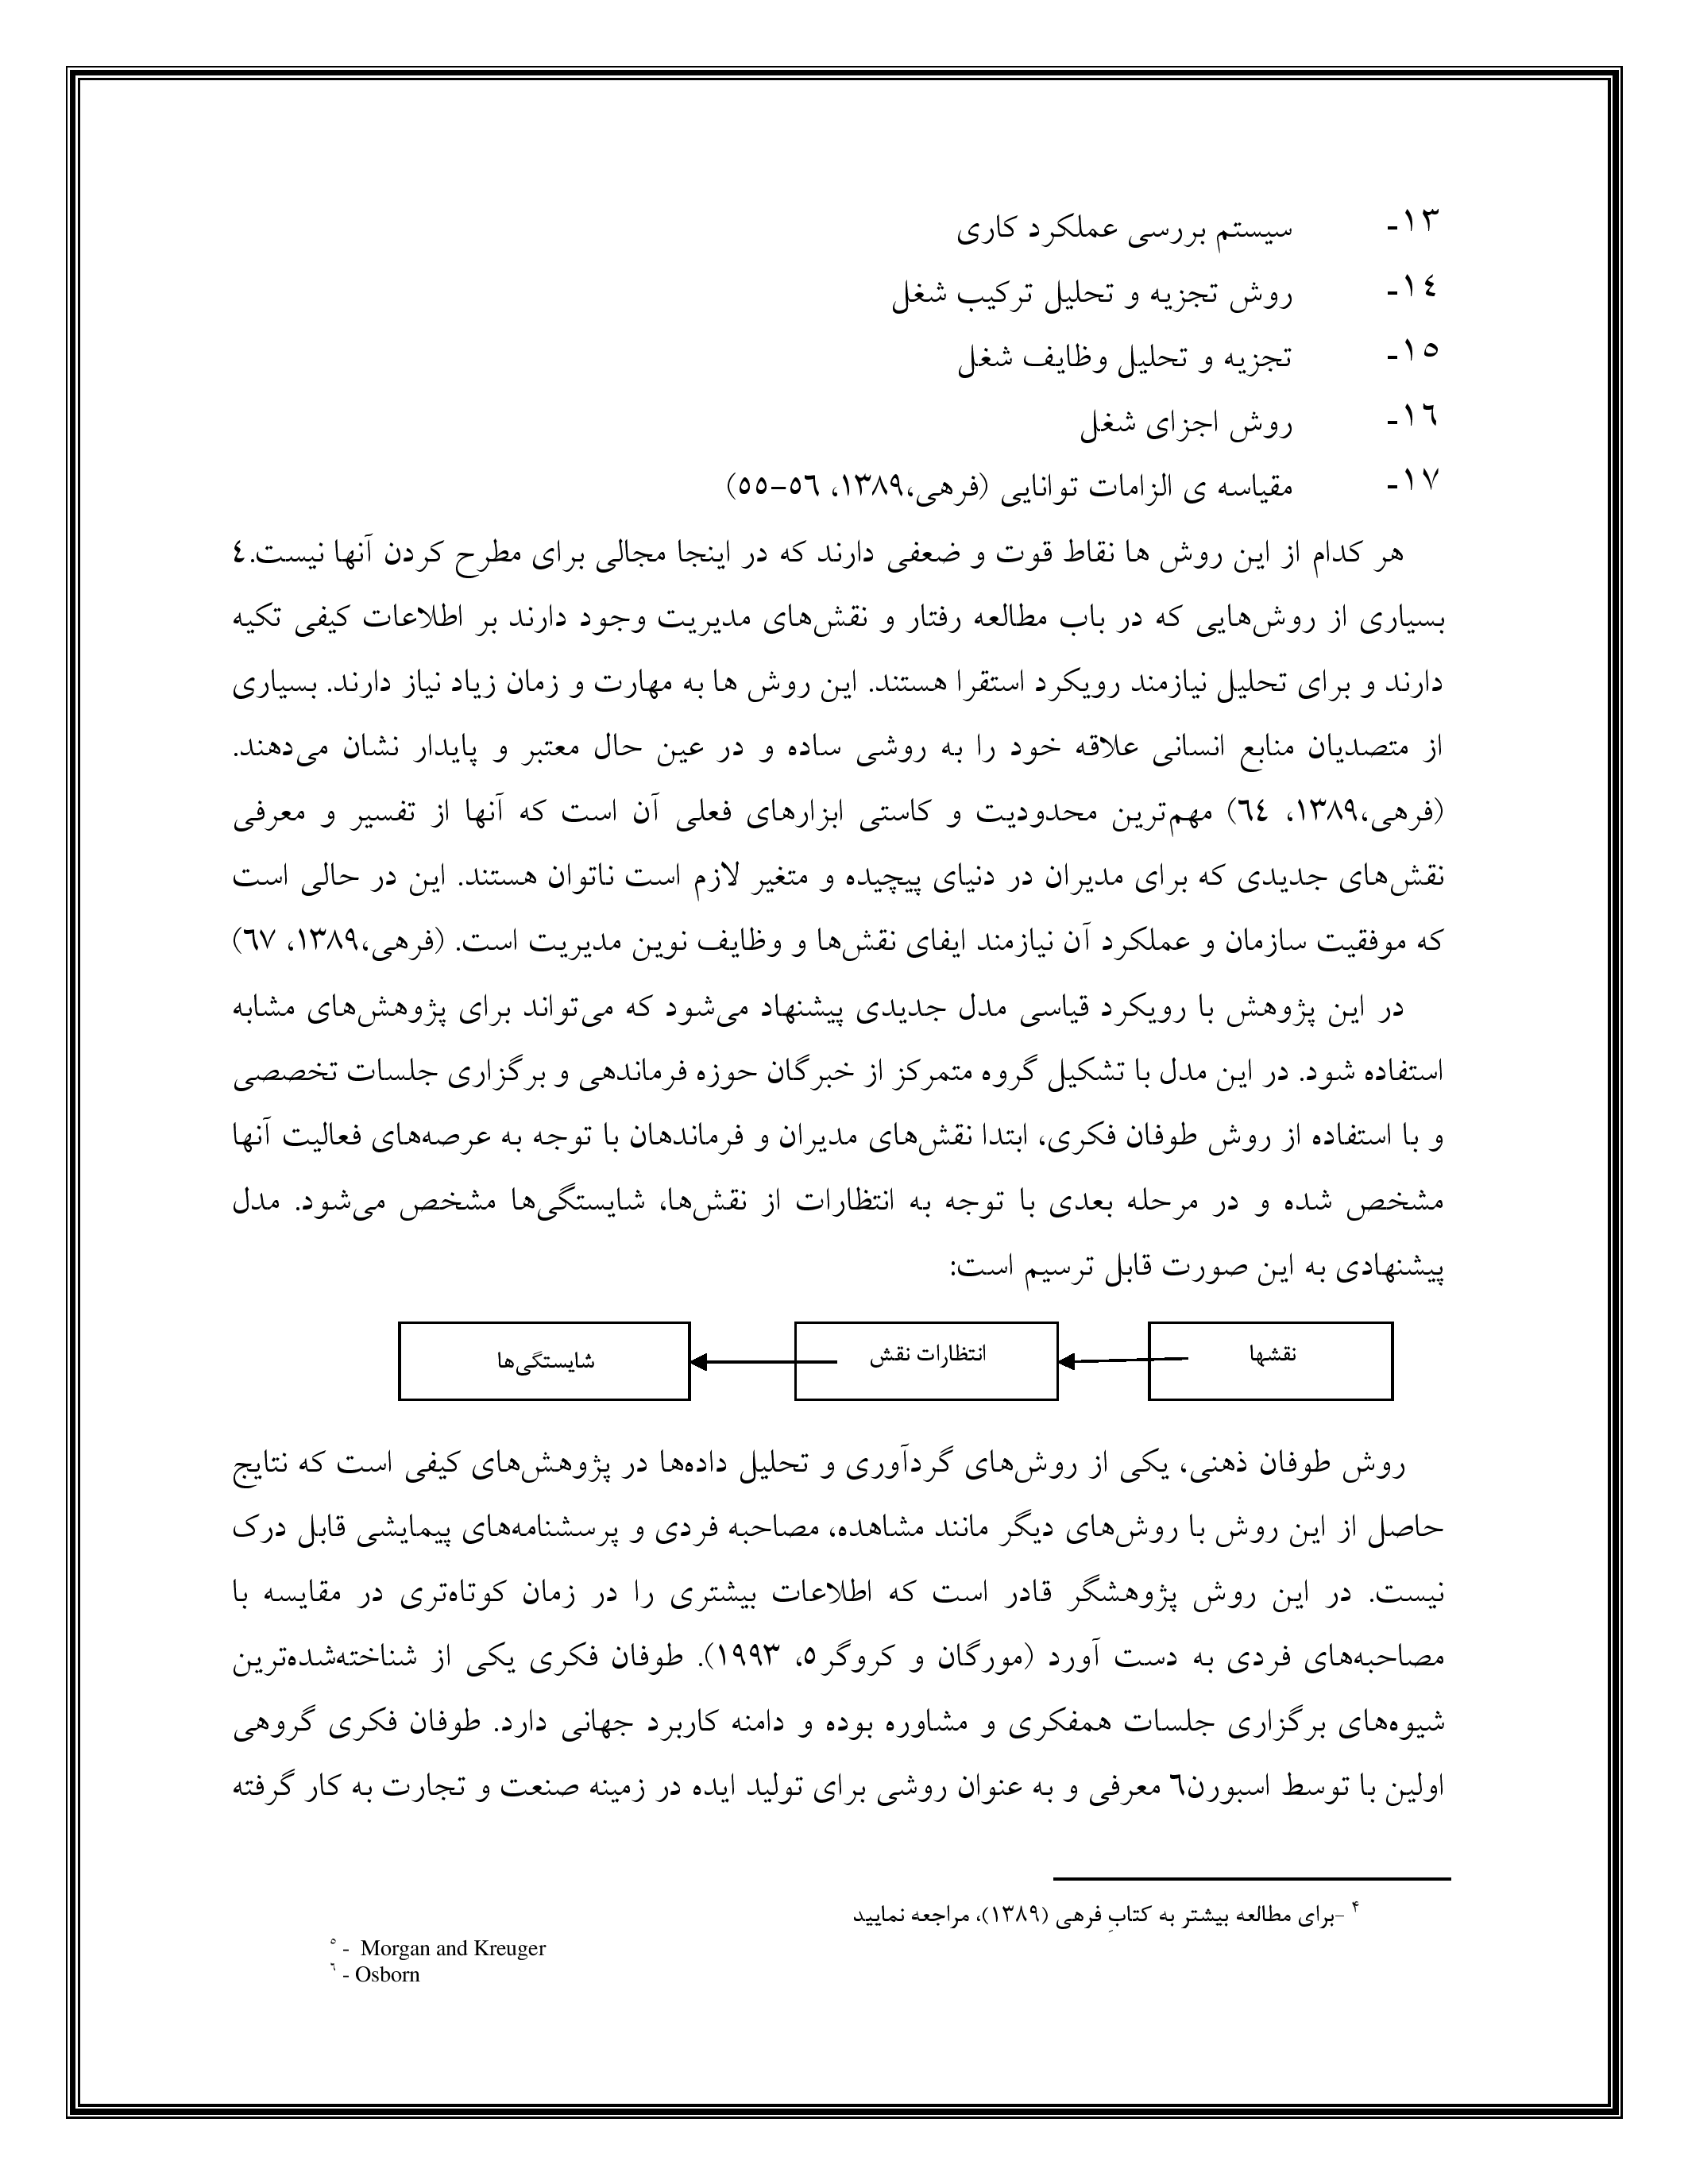 ۱۳- سیستم بررسی عملکرد کاری
۱٤- روش تجزیه و تحلیل ترکیب شغل
۱٥- تجزیه و تحلیل وظایف شغل
۱٦- روش اجزای شغل
۱۷- مقیاسه ی الزامات توانایی (فرهی،۱۳۸۹، ٥٦-٥٥)
هر کدام از این روش ها نقاط قوت و ضعفی دارند که در اینجا مجالی برای مطرح کردن آنها نیست.٤
بسیاری از روش‌هایی که در باب مطالعه رفتار و نقش‌های مدیریت وجود دارند بر اطلاعات کیفی تکیه
دارند و برای تحلیل نیازمند رویکرد استقرا هستند. این روش ها به مهارت و زمان زیاد نیاز دارند. بسیاری
از متصدیان منابع انسانی علاقه خود را به روشی ساده و در عین حال معتبر و پایدار نشان می‌دهند.
(فرهی،۱۳۸۹، ٦٤) مهم‌ترین محدودیت و کاستی ابزارهای فعلی آن است که آنها از تفسیر و معرفی
نقش‌های جدیدی که برای مدیران در دنیای پیچیده و متغیر لازم است ناتوان هستند. این در حالی است
که موفقیت سازمان و عملکرد آن نیازمند ایفای نقش‌ها و وظایف نوین مدیریت است. (فرهی،۱۳۸۹، ٦۷)
در این پژوهش با رویکرد قیاسی مدل جدیدی پیشنهاد می‌شود که می‌تواند برای پژوهش‌های مشابه
استفاده شود. در این مدل با تشکیل گروه متمرکز از خبرگان حوزه فرماندهی و برگزاری جلسات تخصصی
و با استفاده از روش طوفان فکری، ابتدا نقش‌های مدیران و فرماندهان با توجه به عرصه‌های فعالیت آنها
مشخص شده و در مرحله بعدی با توجه به انتظارات از نقش‌ها، شایستگی‌ها مشخص می‌شود. مدل
پیشنهادی به این صورت قابل ترسیم است:
نقشها
انتظارات نقش
شایستگی‌ها
روش طوفان ذهنی، یکی از روش‌های گردآوری و تحلیل داده‌ها در پژوهش‌های کیفی است که نتایج
حاصل از این روش با روش‌های دیگر مانند مشاهده، مصاحبه فردی و پرسشنامه‌های پیمایشی قابل درک
نیست. در این روش پژوهشگر قادر است که اطلاعات بیشتری را در زمان کوتاه‌تری در مقایسه با
مصاحبه‌های فردی به دست آورد (مورگان و کروگر٥، ۱۹۹۳). طوفان فکری یکی از شناخته‌شده‌ترین
شیوه‌های برگزاری جلسات همفکری و مشاوره بوده و دامنه کاربرد جهانی دارد. طوفان فکری گروهی
اولین با توسط اسبورن٦ معرفی و به عنوان روشی برای تولید ایده در زمینه صنعت و تجارت به کار گرفته
۴ -برای مطالعه بیشتر به کتابِ فرهی (۱۳۸۹)، مراجعه نمایید
٥ - Morgan and Kreuger
٦ - Osborn